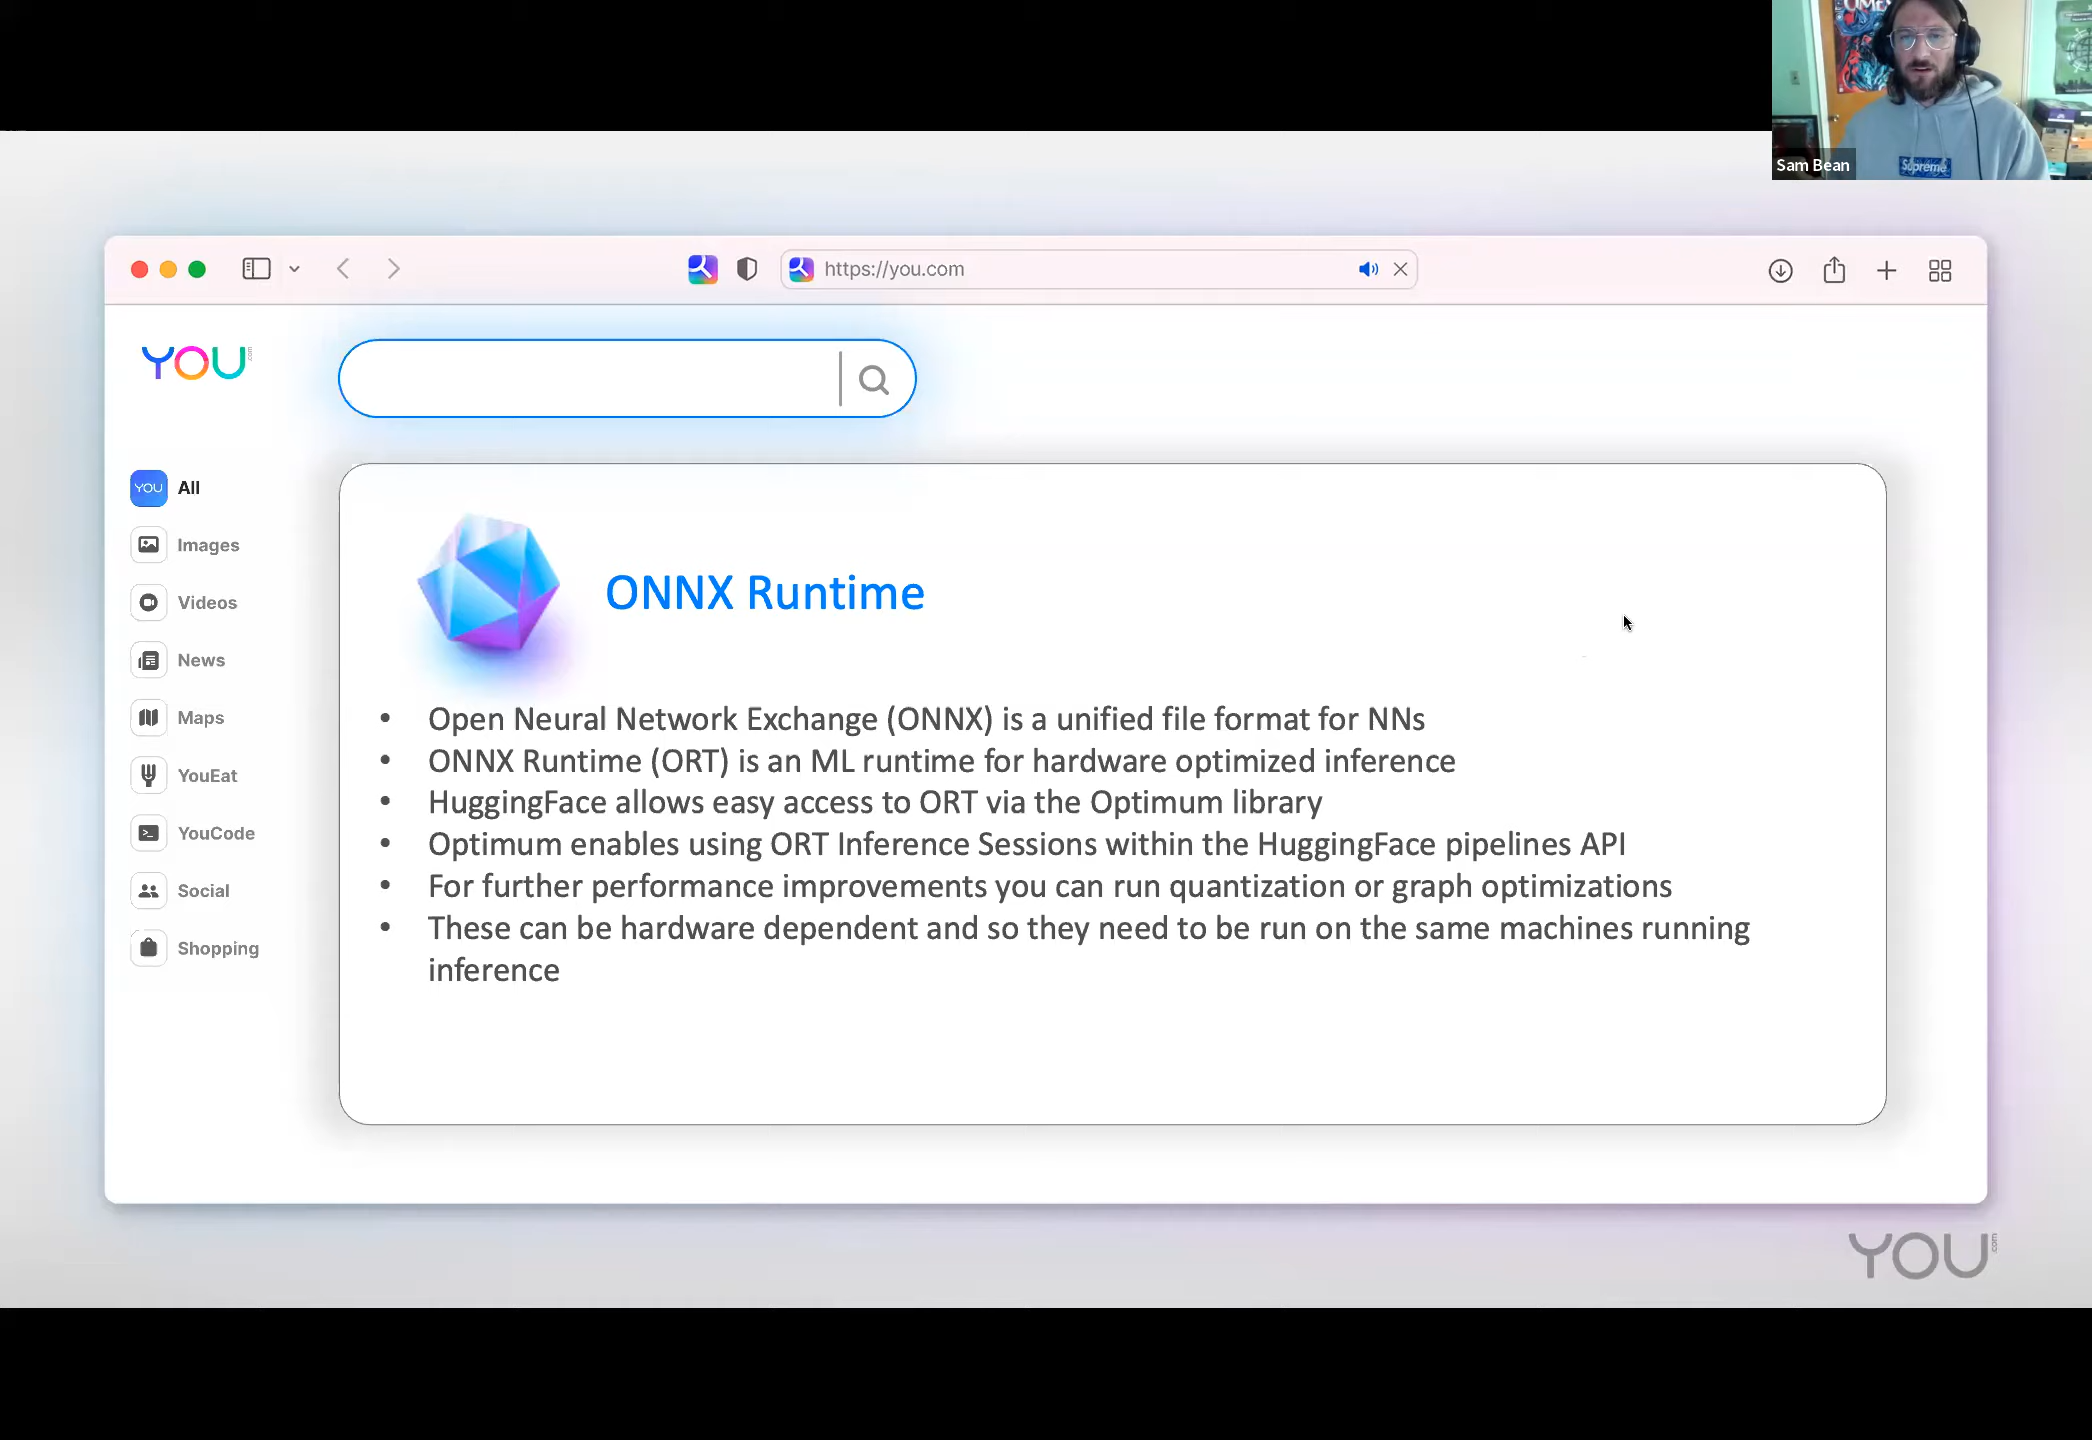 Supreme
Sam Bean
https://you.com
YOU.com
YOU All
Images
Videos
News
Maps
YouEat
YouCode
Social
Shopping
ONNX Runtime
• Open Neural Network Exchange (ONNX) is a unified file format for NNs
• ONNX Runtime (ORT) is an ML runtime for hardware optimized inference
• HuggingFace allows easy access to ORT via the Optimum library
• Optimum enables using ORT Inference Sessions within the HuggingFace pipelines API
• For further performance improvements you can run quantization or graph optimizations
• These can be hardware dependent and so they need to be run on the same machines running
inference
YOU.com